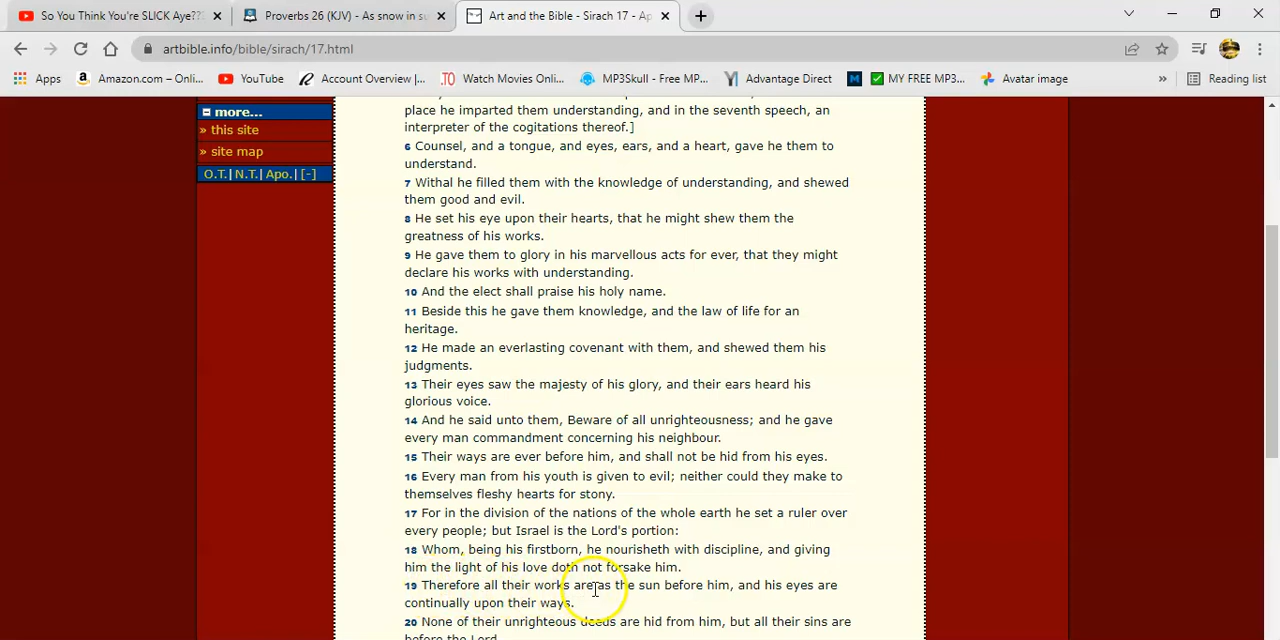 So You Think You're SLICK Aye???
Proverbs 26 (KJV) - As snow in su
Art and the Bible - Sirach 17 - Ap
artbible.info/bible/sirach/17.html
Apps
Amazon.com – Onli...
YouTube
Account Overview |...
Watch Movies Onlin...
MP3Skull - Free MP...
Advantage Direct
MY FREE MP3...
Avatar image
»
Reading list
more...
» this site
» site map
O.T.| N.T.| Apo.| [-]
place he imparted them understanding, and in the seventh speech, an
interpreter of the cogitations thereof.]
6 Counsel, and a tongue, and eyes, ears, and a heart, gave he them to
understand.
7 Withal he filled them with the knowledge of understanding, and shewed
them good and evil.
8 He set his eye upon their hearts, that he might shew them the
greatness of his works.
9 He gave them to glory in his marvellous acts for ever, that they might
declare his works with understanding.
10 And the elect shall praise his holy name.
11 Beside this he gave them knowledge, and the law of life for an
heritage.
12 He made an everlasting covenant with them, and shewed them his
judgments.
13 Their eyes saw the majesty of his glory, and their ears heard his
glorious voice.
14 And he said unto them, Beware of all unrighteousness; and he gave
every man commandment concerning his neighbour.
15 Their ways are ever before him, and shall not be hid from his eyes.
16 Every man from his youth is given to evil; neither could they make to
themselves fleshy hearts for stony.
17 For in the division of the nations of the whole earth he set a ruler over
every people; but Israel is the Lord's portion:
18 Whom, being his firstborn, he nourisheth with discipline, and giving
him the light of his love doth not forsake him.
19 Therefore all their works are as the sun before him, and his eyes are
continually upon their ways.
20 None of their unrighteous deeds are hid from him, but all their sins are
before the Lord